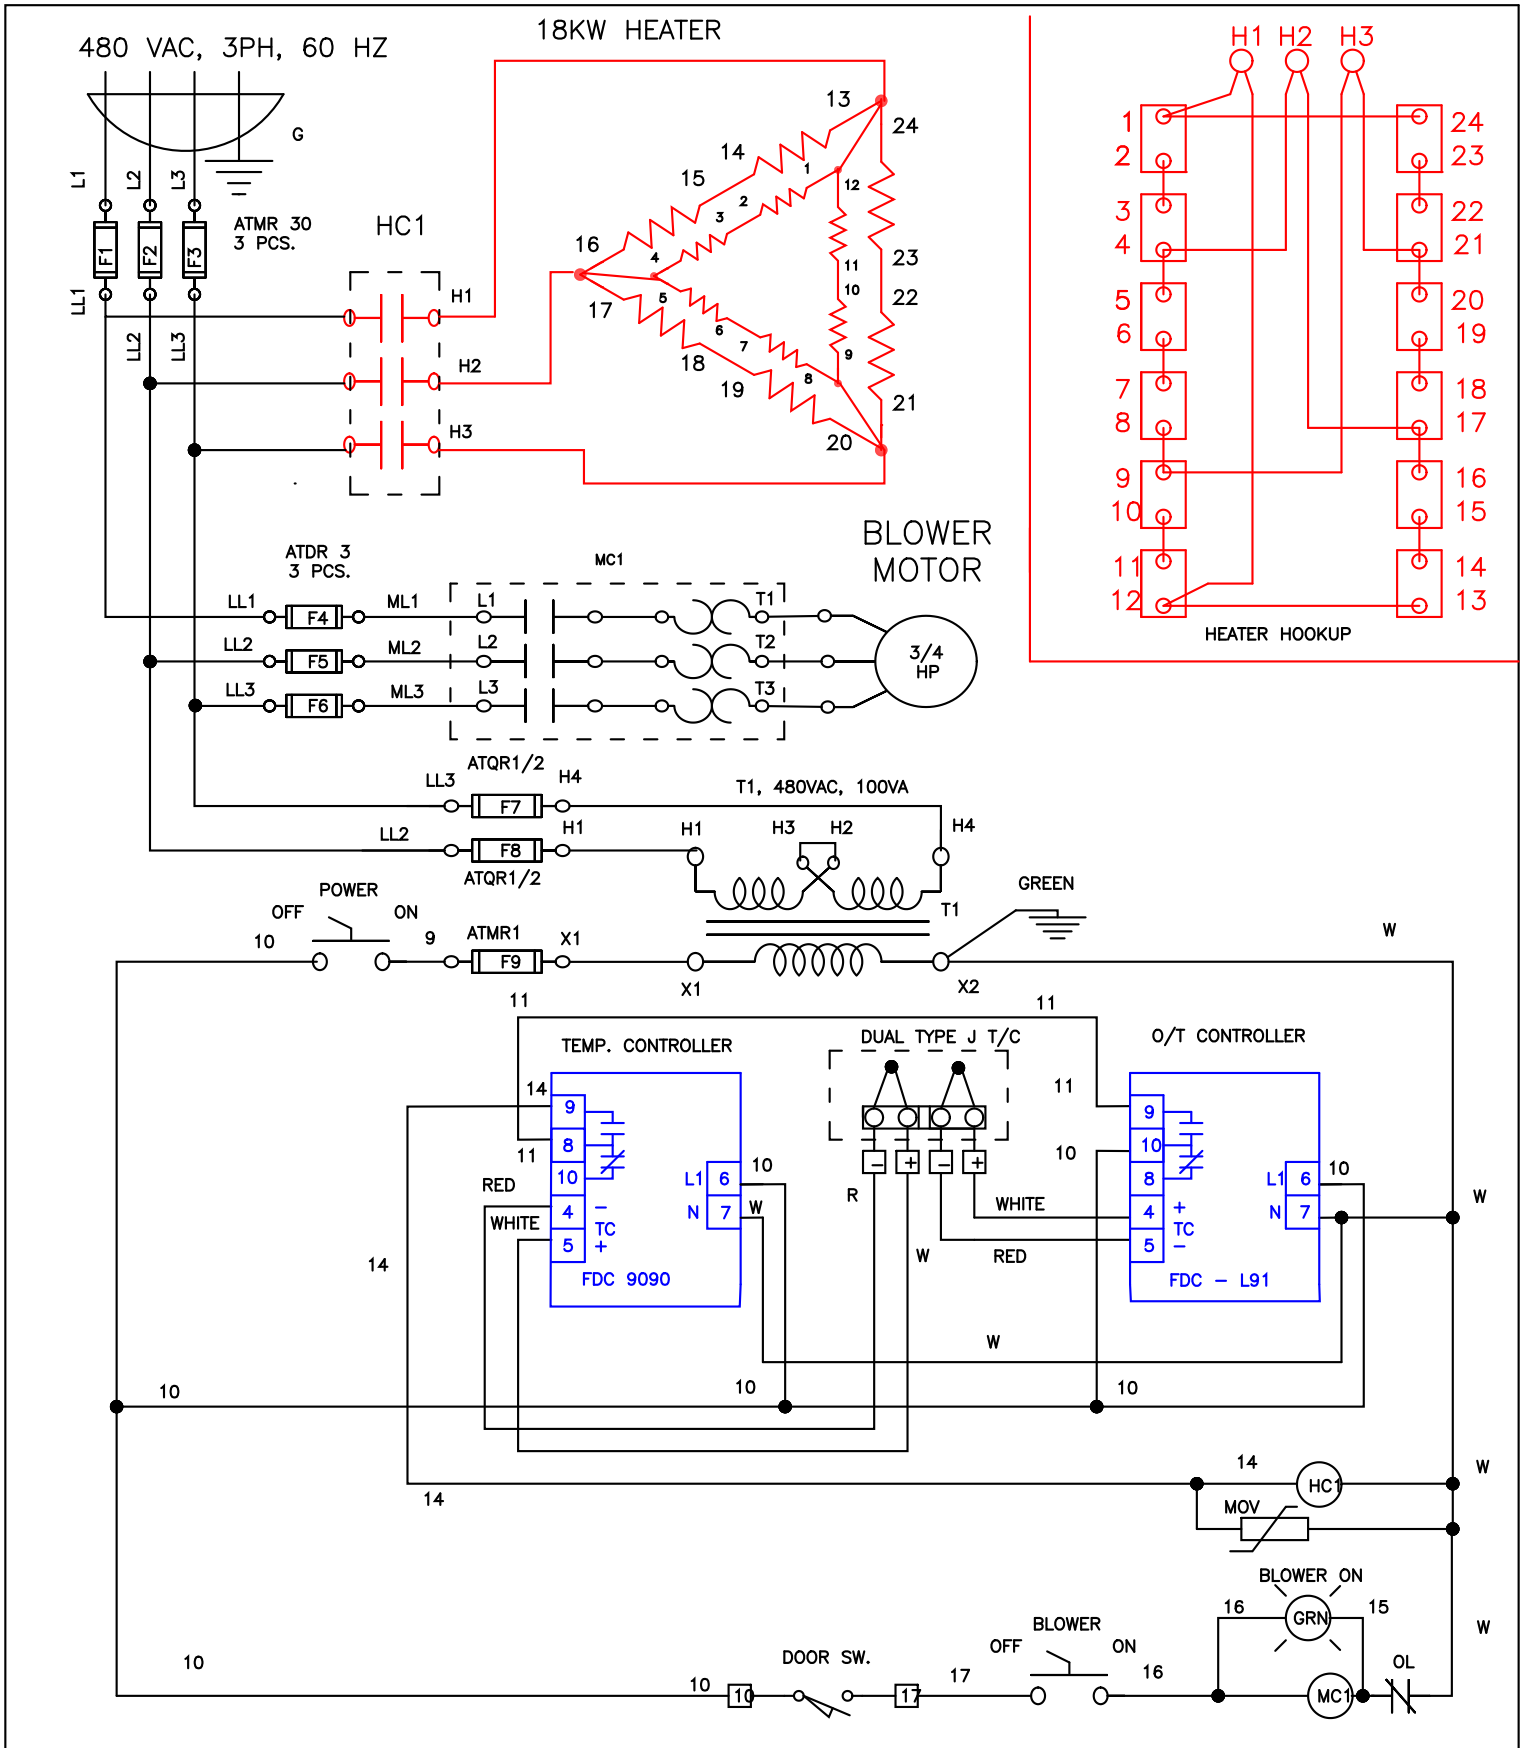 480 VAC, 3PH, 60 HZ
18KW HEATER
G
L1 L2 L3
F1 F2 F3
ATMR 30
3 PCS.
LL1 LL2 LL3
HC1
H1
H2
H3
13
24
14
15
16
17
18
19
20
23
22
21
1
12
2
3
4
5
6
7
8
11
10
9
H1 H2 H3
1 24
2 23
3 22
4 21
5 20
6 19
7 18
8 17
9 16
10 15
11 14
12 13
HEATER HOOKUP
BLOWER
MOTOR
ATDR 3
3 PCS.
MC1
LL1 F4 ML1 L1 T1
LL2 F5 ML2 L2 T2
LL3 F6 ML3 L3 T3
3/4
HP
ATQR1/2
LL3 F7 H4
T1, 480VAC, 100VA
LL2 F8 H1
ATQR1/2
H1 H3 H2 H4
T1
GREEN
POWER
OFF ON
10 9
ATMR1
F9 X1
X1 X2
W
11 11
TEMP. CONTROLLER
DUAL TYPE J T/C
O/T CONTROLLER
14 9
11 8
10
RED 4 -
TC
WHITE 5 +
L1 6 10
N 7 W
FDC 9090
- + - +
R
W
WHITE
RED
11 9
10 10
8
4 +
TC
5 -
L1 6 10
N 7
FDC - L91
W
14
W
10 10 10
14
14
HC1
W
MOV
BLOWER ON
16 GRN 15
W
10
10 10
DOOR SW.
17 17
BLOWER
OFF ON
16
MC1
OL